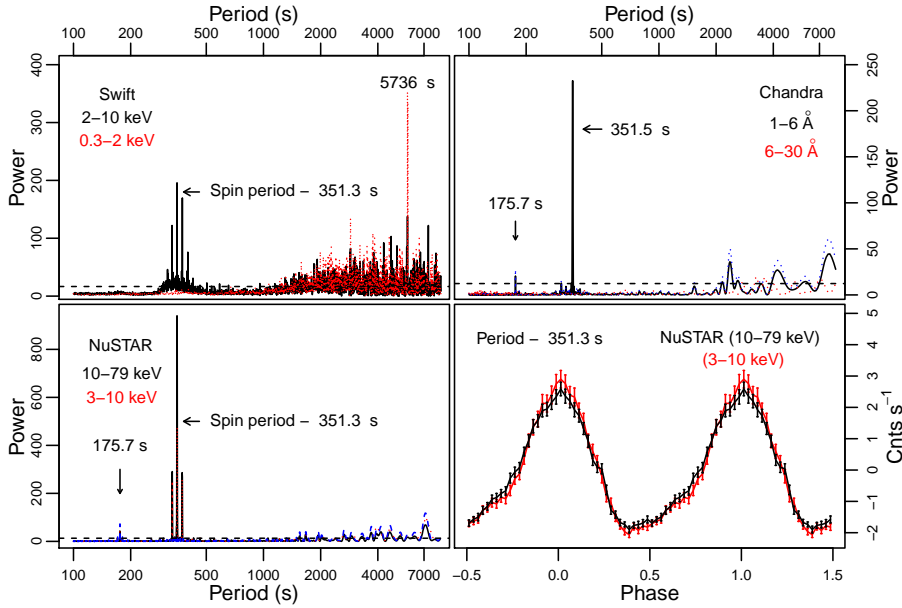 Period (s)
Period (s)
100 200 500 1000 2000 4000 7000
100 200 500 1000 2000 4000 7000
Power
0 100 200 300 400
Swift
2−10 keV
0.3−2 keV
Spin period − 351.3 s
5736 s
Chandra
1−6 Å
6−30 Å
351.5 s
175.7 s
0 50 100 150 200 250
Power
Power
0 200 400 600 800
NuSTAR
10−79 keV
3−10 keV
175.7 s
Spin period − 351.3 s
Period − 351.3 s
NuSTAR (10−79 keV)
(3−10 keV)
−2 −1 0 1 2 3 4 5
Cnts s−1
100 200 500 1000 2000 4000 7000
Period (s)
−0.5 0.0 0.5 1.0 1.5
Phase